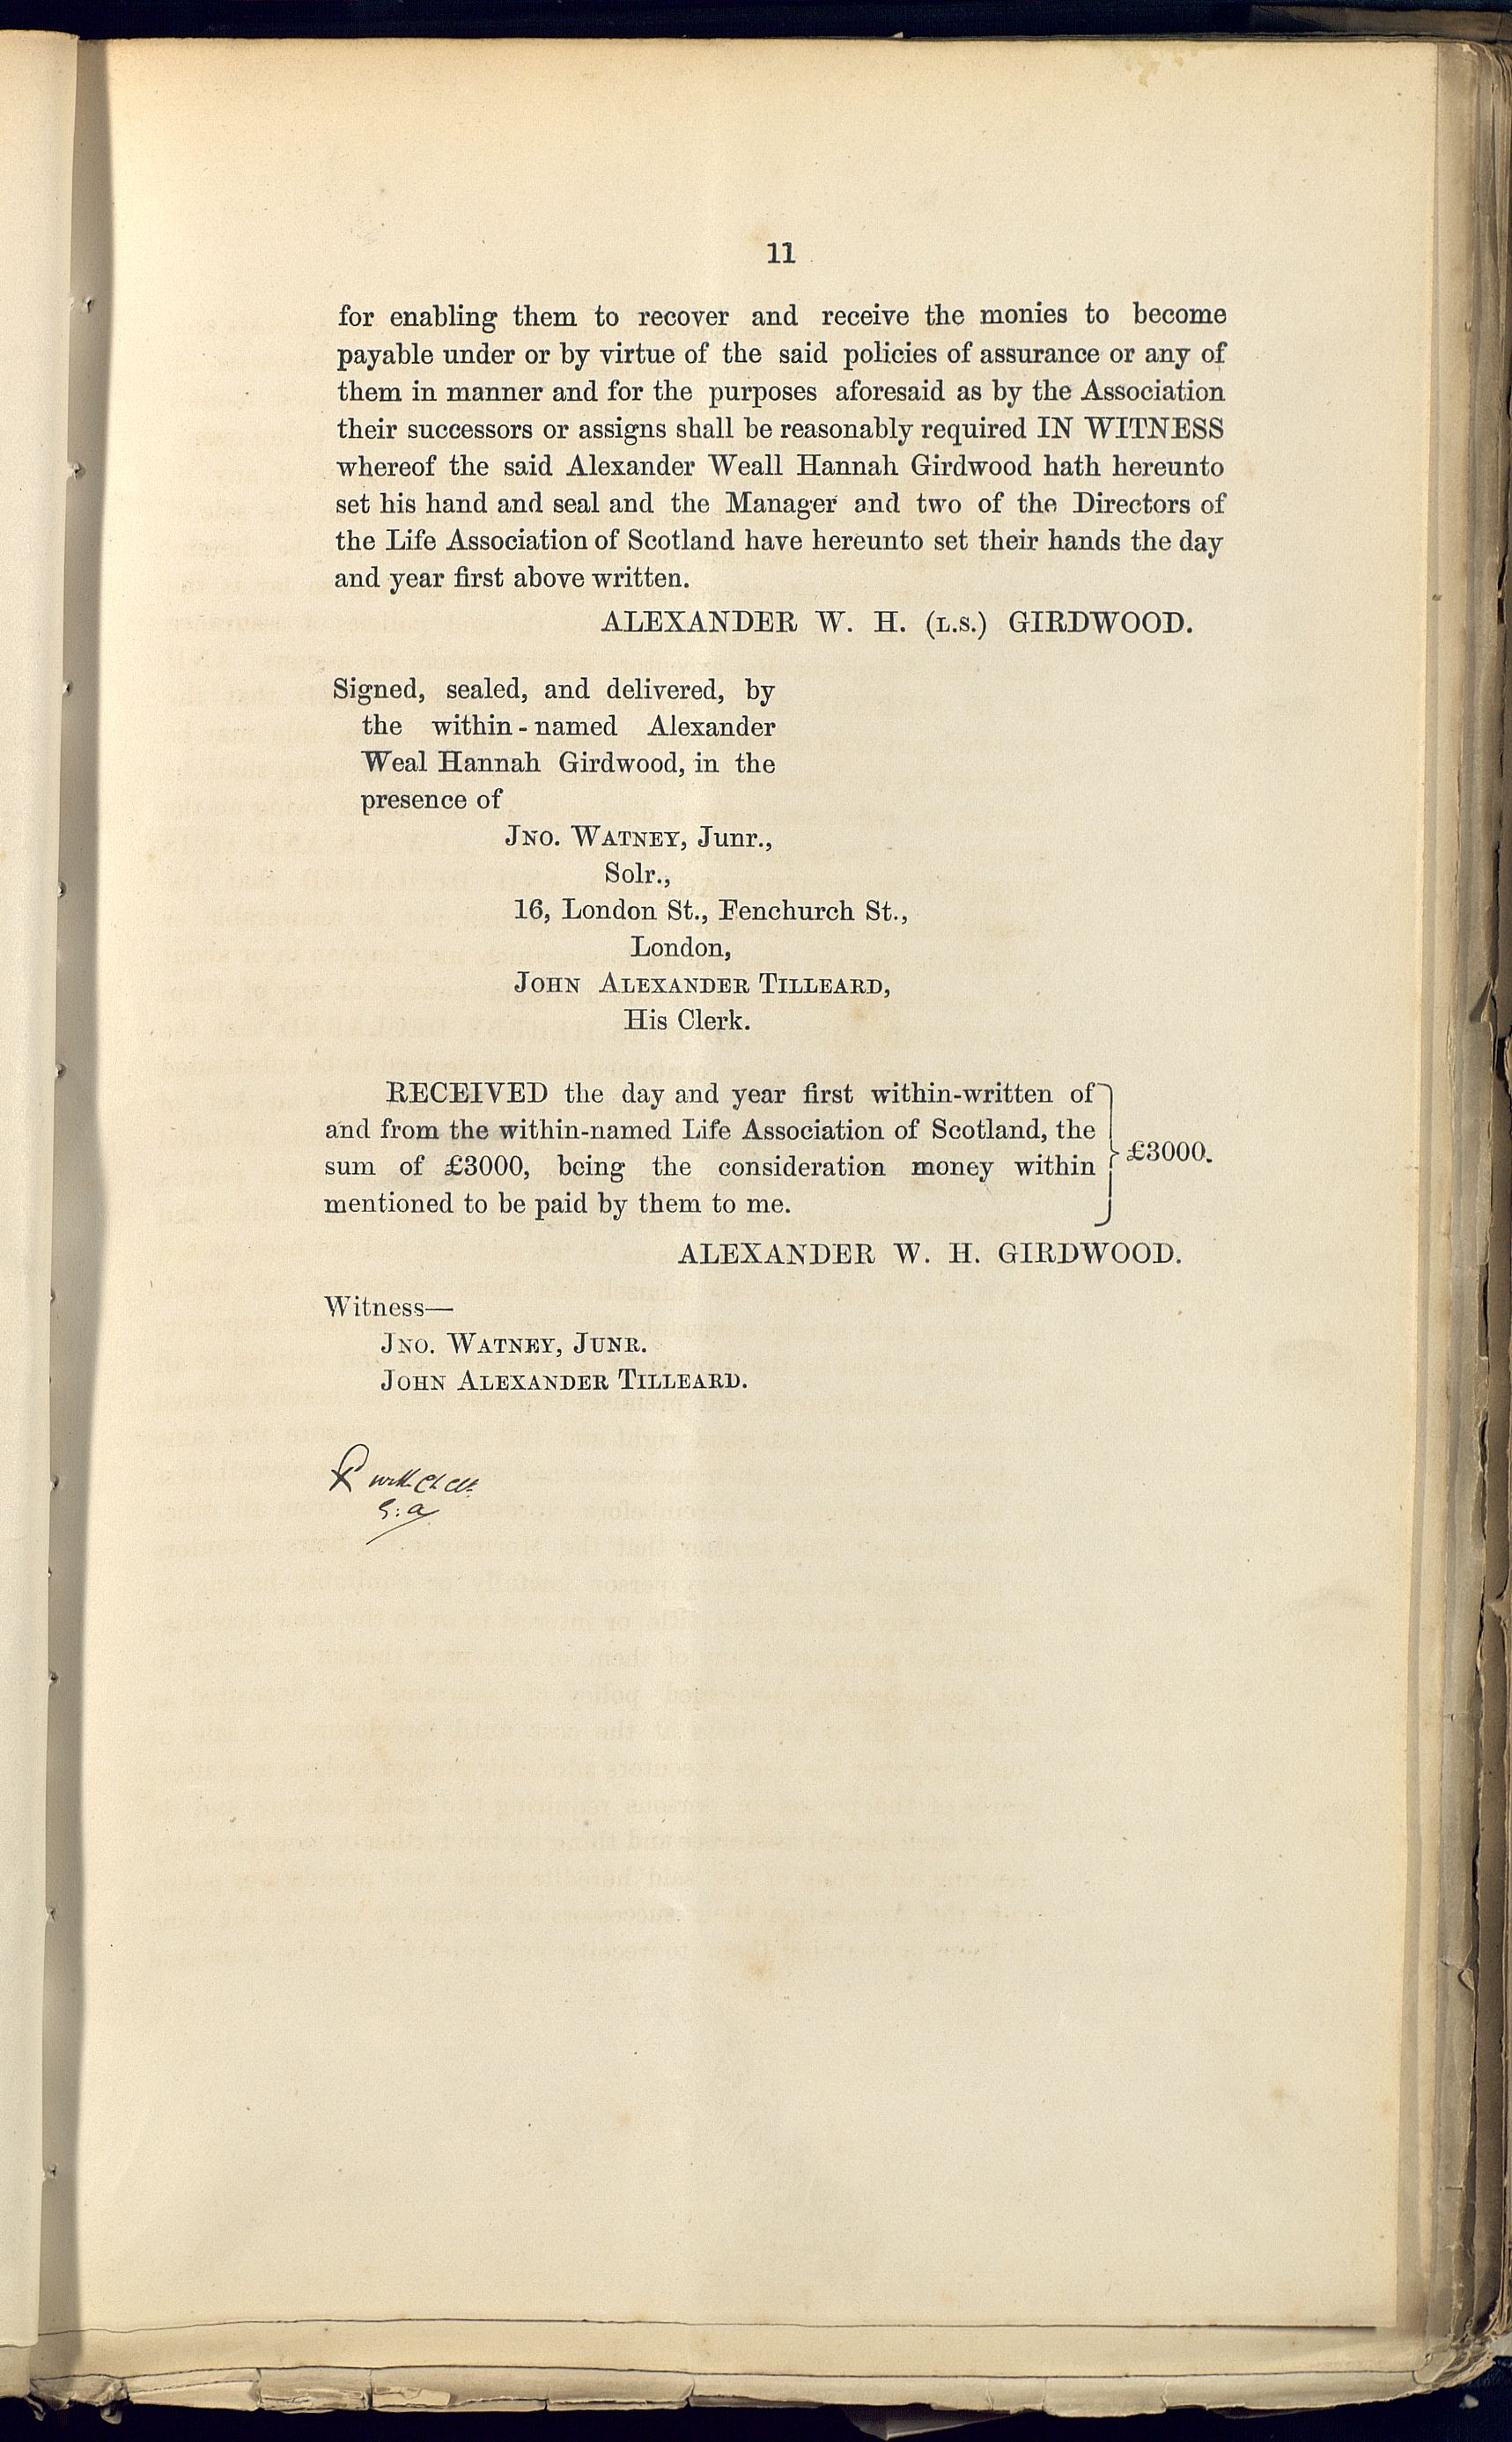 11
for enabling them to recover and receive the monies to become
payable under or by virtue of the said policies of assurance or any of
them in manner and for the purposes aforesaid as by the Association
their successors or assigns shall be reasonably required IN WITNESS
whereof the said Alexander Weall Hannah Girdwood hath hereunto
set his hand and seal and the Manager and two of the Directors of
the Life Association of Scotland have hereunto set their hands the day
and year first above written.
ALEXANDER W. H. (L.S.) GIRDWOOD.
Signed, sealed, and delivered, by
the within-named Alexander
Weal Hannah Girdwood, in the
presence of
JNO. WATNEY, Junr.,
Solr.,
16, London St., Fenchurch St.,
London,
JOHN ALEXANDER TILLEARD,
His Clerk.
RECEIVED the day and year first within-written of
and from the within-named Life Association of Scotland, the
sum of £3000, being the consideration money within
mentioned to be paid by them to me.
£3000.
ALEXANDER W. H. GIRDWOOD.
Witness—
JNO. WATNEY, JUNR.
JOHN ALEXANDER TILLEARD.